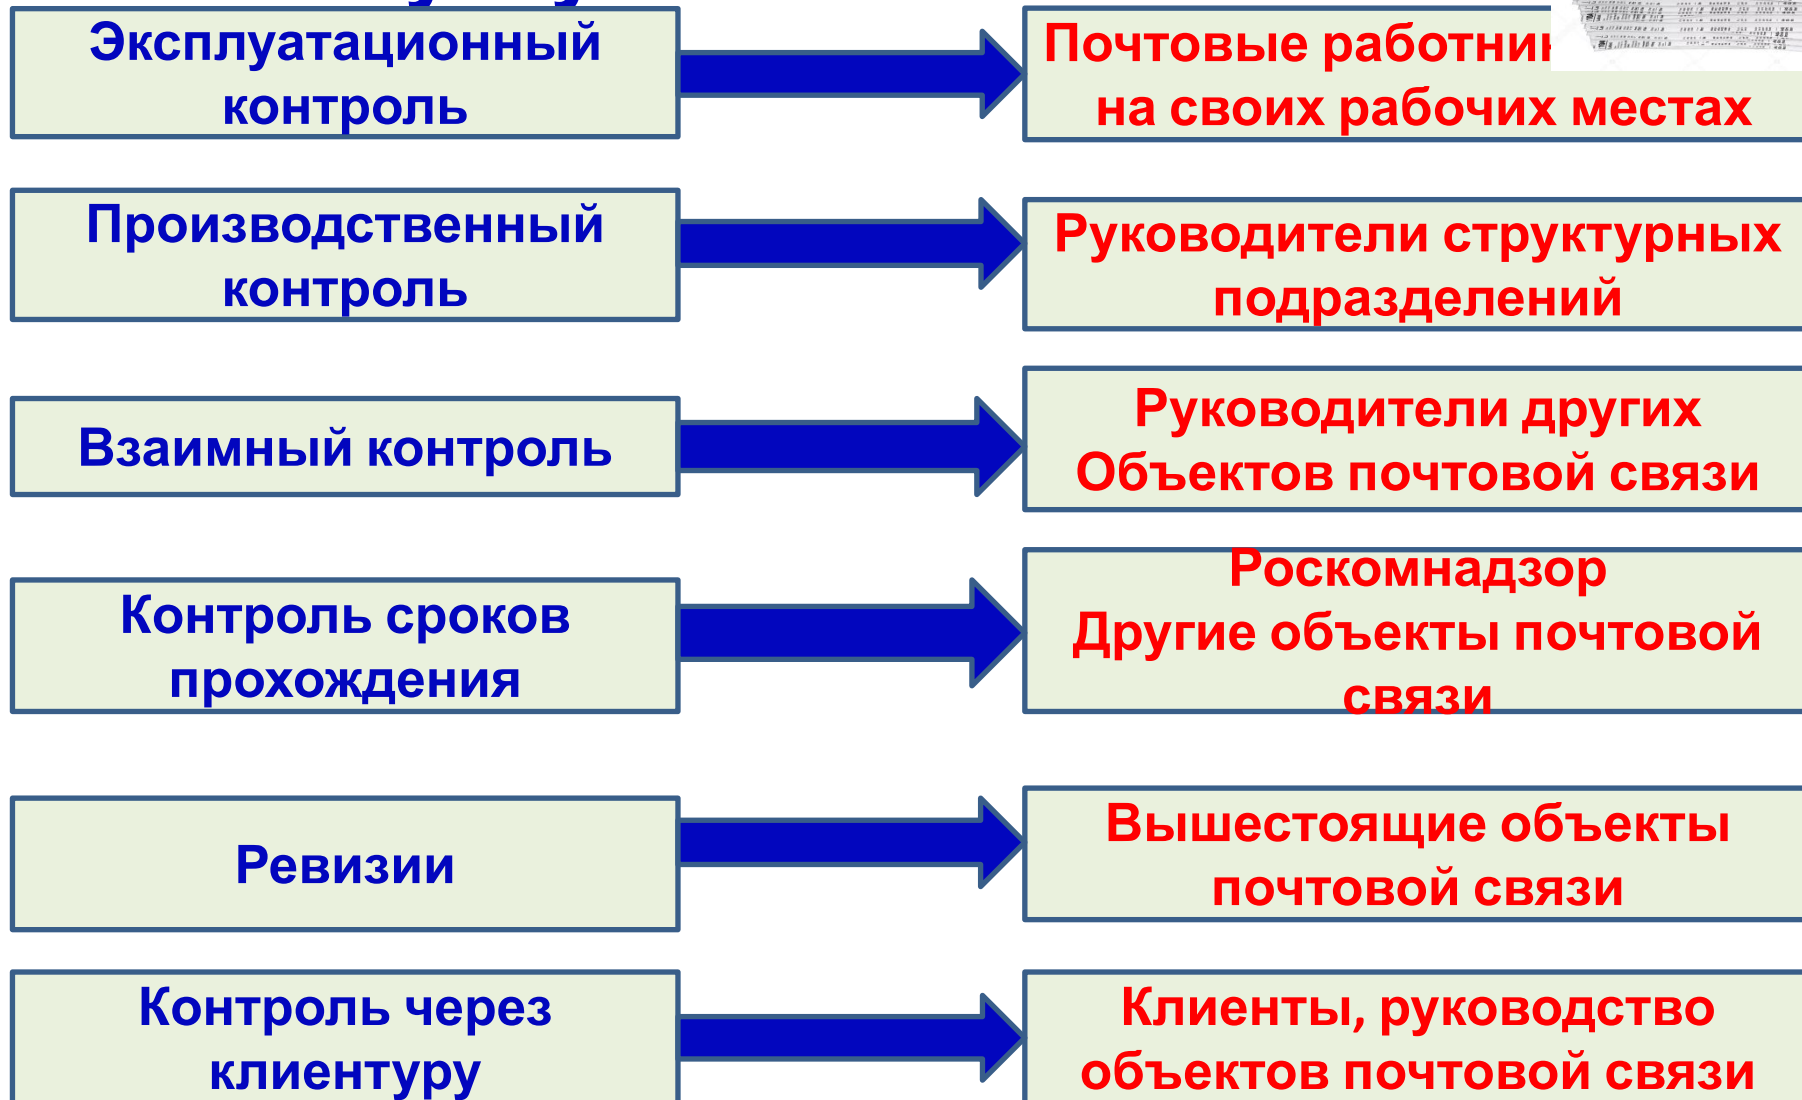 Эксплуатационный
контроль
Почтовые
на своих рабочих местах
Производственный
контроль
Руководители структурных
подразделений
Взаимный контроль
Руководители других
Объектов почтовой связи
Контроль сроков
прохождения
Роскомнадзор
Другие объекты почтовой
связи
Ревизии
Вышестоящие объекты
почтовой связи
Контроль через
клиентуру
Клиенты, руководство
объектов почтовой связи